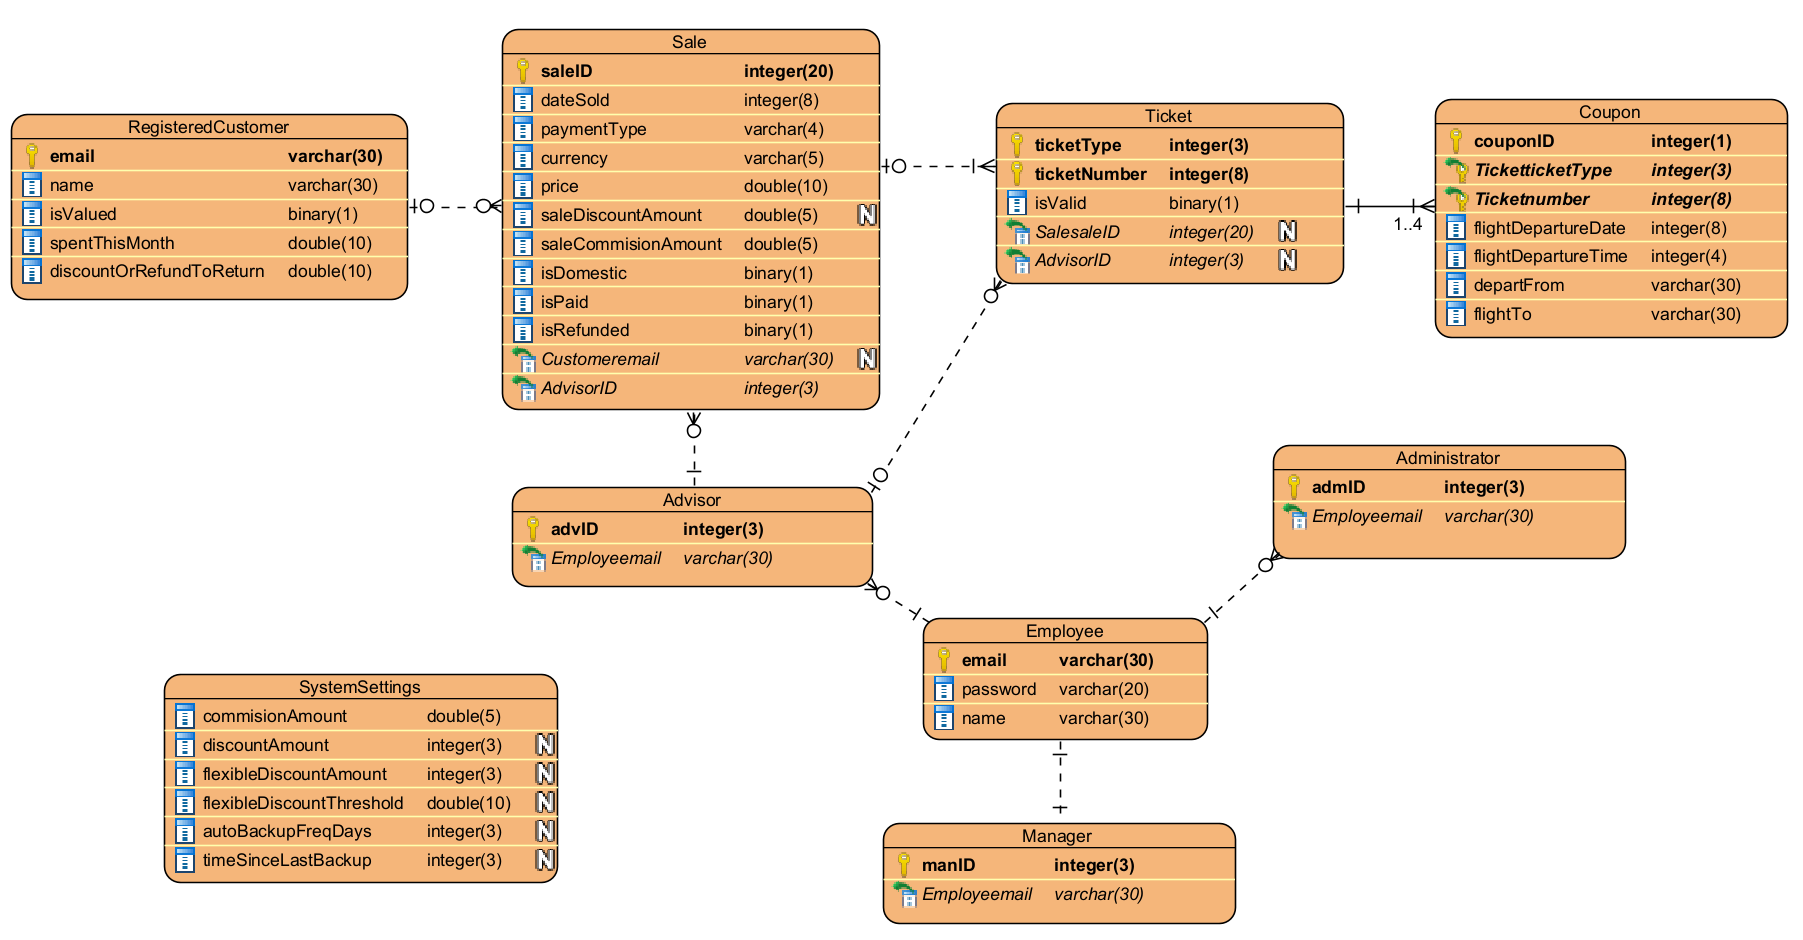 RegisteredCustomer
email varchar(30)
name varchar(30)
isValued binary(1)
spentThisMonth double(10)
discountOrRefundToReturn double(10)
Sale
saleID integer(20)
dateSold integer(8)
paymentType varchar(4)
currency varchar(5)
price double(10)
saleDiscountAmount double(5) N
saleCommisionAmount double(5)
isDomestic binary(1)
isPaid binary(1)
isRefunded binary(1)
Customeremail varchar(30) N
AdvisorID integer(3)
Ticket
ticketType integer(3)
ticketNumber integer(8)
isValid binary(1)
SalesaleID integer(20) N
AdvisorID integer(3) N
1..4
Coupon
couponID integer(1)
TicketticketType integer(3)
Ticketnumber integer(8)
flightDepartureDate integer(8)
flightDepartureTime integer(4)
departFrom varchar(30)
flightTo varchar(30)
Advisor
advID integer(3)
Employeemail varchar(30)
Administrator
admID integer(3)
Employeemail varchar(30)
Employee
email varchar(30)
password varchar(20)
name varchar(30)
SystemSettings
commisionAmount double(5)
discountAmount integer(3) N
flexibleDiscountAmount integer(3) N
flexibleDiscountThreshold double(10) N
autoBackupFreqDays integer(3) N
timeSinceLastBackup integer(3) N
Manager
manID integer(3)
Employeemail varchar(30)